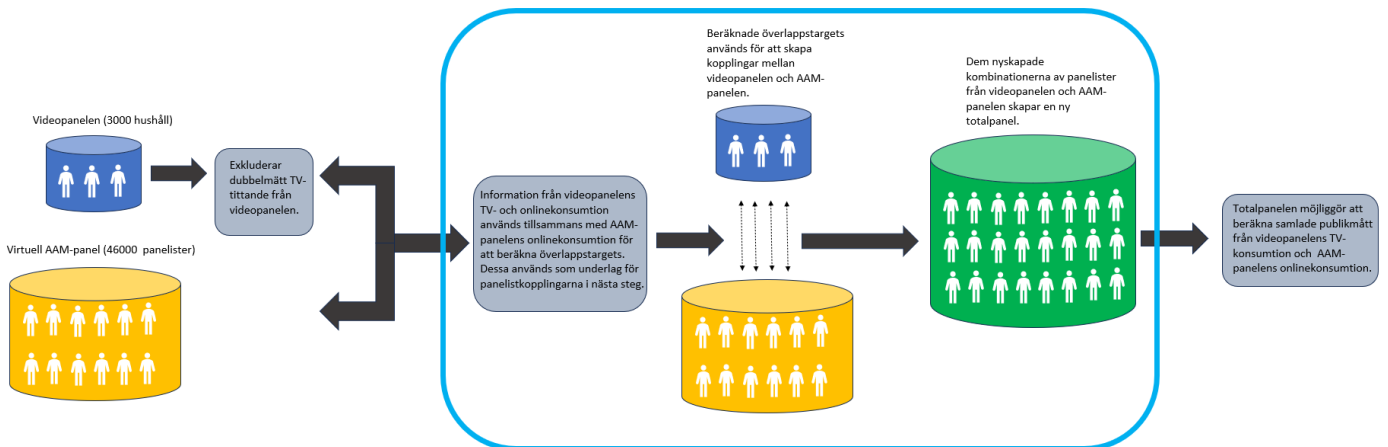 Videopanelen (3000 hushåll)
Exkluderar
dubbelmätt TV-
tittande från
videopanelen.
Virtuell AAM-panel (46000 panelister)
Information från videopanelens
TV- och onlinekonsumtion
används tillsammans med AAM-
panelens onlinekonsumtion för
att beräkna överlappstargets.
Dessa används som underlag för
panelistkopplingarna i nästa steg.
Beräknade överlappstargets
används för att skapa
kopplingar mellan
videopanelen och AAM-
panelen.
Dem nyskapade
kombinationerna av panelister
från videopanelen och AAM-
panelen skapar en ny
totalpanel.
Totalpanelen möjliggör att
beräkna samlade publikmått
från videopanelens TV-
konsumtion och AAM-
panelens onlinekonsumtion.